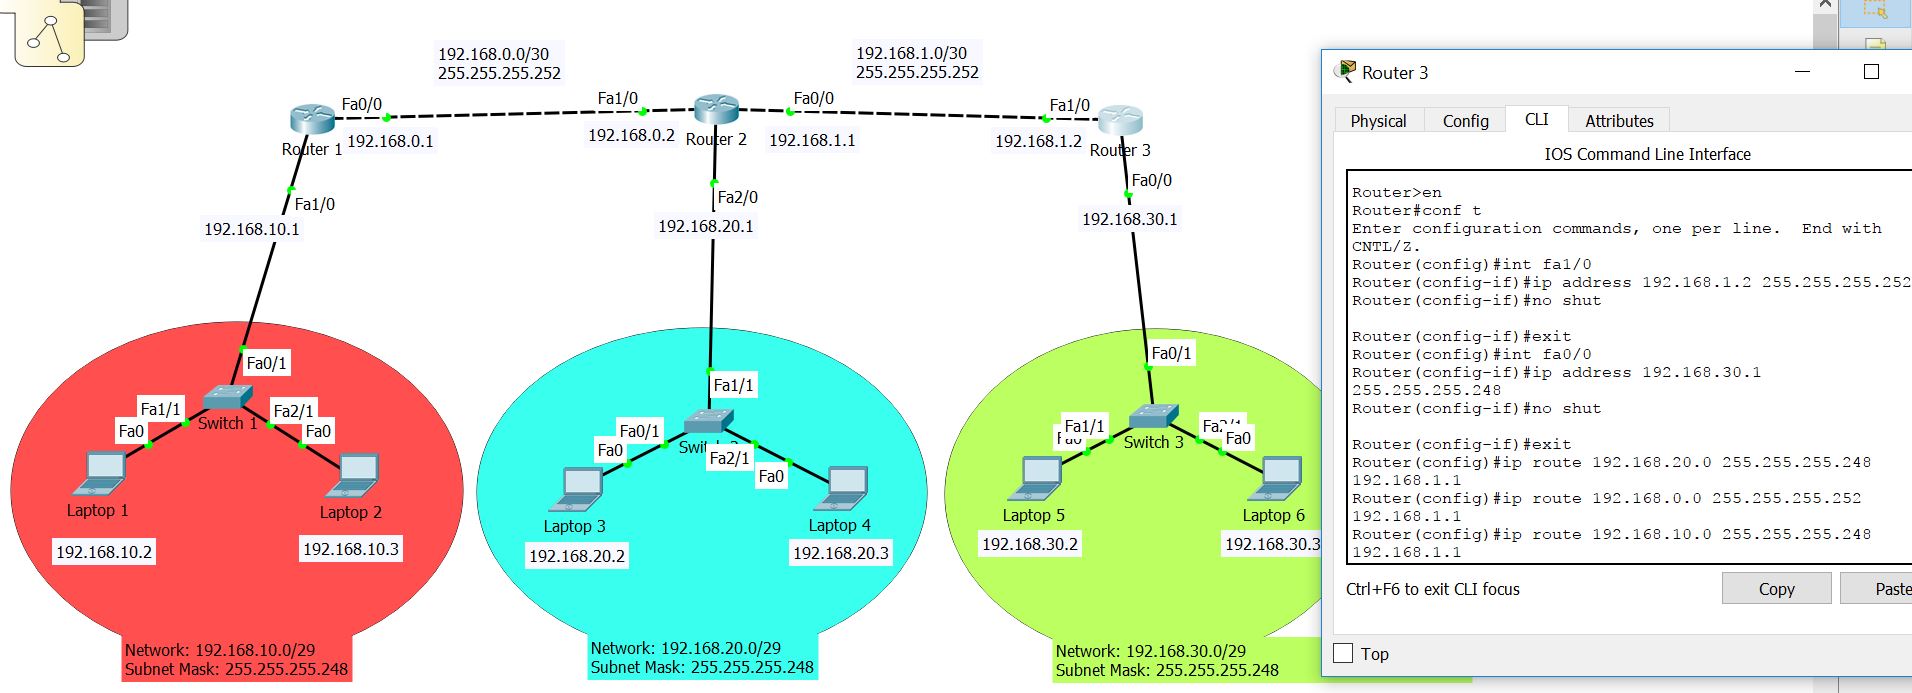 192.168.0.0/30
255.255.255.252
192.168.1.0/30
255.255.255.252
Fa0/0
Fa1/0
Fa0/0
Fa1/0
192.168.0.1
192.168.0.2
192.168.1.1
192.168.1.2
Router 1
Router 2
Router 3
Fa1/0
Fa2/0
Fa0/0
192.168.10.1
192.168.20.1
192.168.30.1
Fa0/1
Fa1/1
Fa2/1
Fa0
Fa0
Switch 1
Laptop 1
Laptop 2
192.168.10.2
192.168.10.3
Network: 192.168.10.0/29
Subnet Mask: 255.255.255.248
Fa1/1
Fa0/1
Fa2/1
Fa0
Fa0
Laptop 3
Laptop 4
192.168.20.2
192.168.20.3
Network: 192.168.20.0/29
Subnet Mask: 255.255.255.248
Fa0/1
Fa1/1
Fa0
Switch 3
Laptop 5
Laptop 6
192.168.30.2
192.168.30.3
Network: 192.168.30.0/29
Subnet Mask: 255.255.255.248
Router 3
Physical
Config
CLI
Attributes
IOS Command Line Interface
Router>en
Router#conf t
Enter configuration commands, one per line. End with
CNTL/Z.
Router(config)#int fa1/0
Router(config-if)#ip address 192.168.1.2 255.255.255.252
Router(config-if)#no shut
Router(config-if)#exit
Router(config)#int fa0/0
Router(config-if)#ip address 192.168.30.1
255.255.255.248
Router(config-if)#no shut
Router(config-if)#exit
Router(config)#ip route 192.168.20.0 255.255.255.248
192.168.1.1
Router(config)#ip route 192.168.0.0 255.255.255.252
192.168.1.1
Router(config)#ip route 192.168.10.0 255.255.255.248
192.168.1.1
Ctrl+F6 to exit CLI focus
Copy
Paste
Top